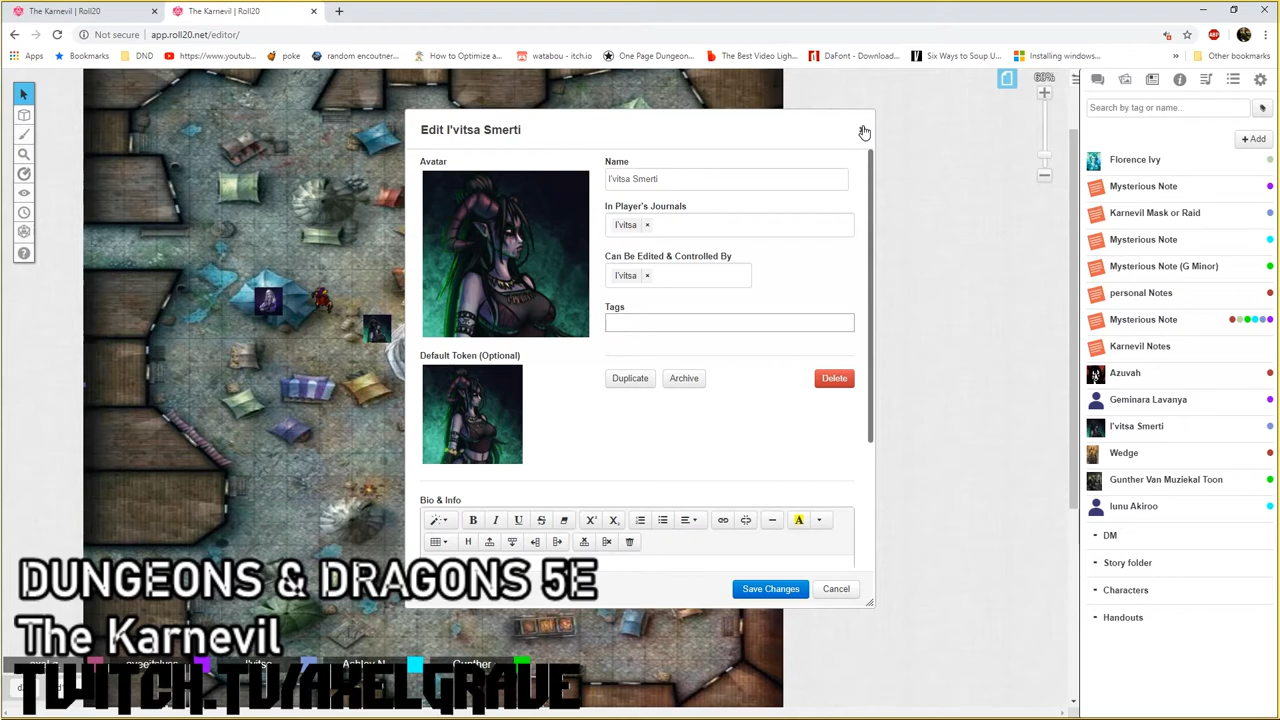 The Karnevil | Roll20 ×
The Karnevil | Roll20 ×
Not secure | app.roll20.net/editor/
Apps Bookmarks DND https://www.youtub... poke random encoutner... How to Optimize a... watabou - itch.io One Page Dungeon... The Best Video Ligh... DaFont - Download... Six Ways to Soup U... Installing windows... » Other bookmarks
60%
Search by tag or name...
+ Add
Edit I'vitsa Smerti
Avatar
Name
I'vitsa Smerti
In Player's Journals
I'vitsa ×
Can Be Edited & Controlled By
I'vitsa ×
Tags
Default Token (Optional)
Duplicate Archive Delete
Bio & Info
Save Changes Cancel
Florence Ivy
Mysterious Note
Karnevil Mask or Raid
Mysterious Note
Mysterious Note (G Minor)
personal Notes
Mysterious Note
Karnevil Notes
Azuvah
Geminara Lavanya
I'vitsa Smerti
Wedge
Gunther Van Muziekal Toon
Iunu Akiroo
DM
Story folder
Characters
Handouts
DUNGEONS & DRAGONS 5E
The Karnevil
I'vitsa Ashley N Gunther
TWITCH.TV/AXELGRAVE